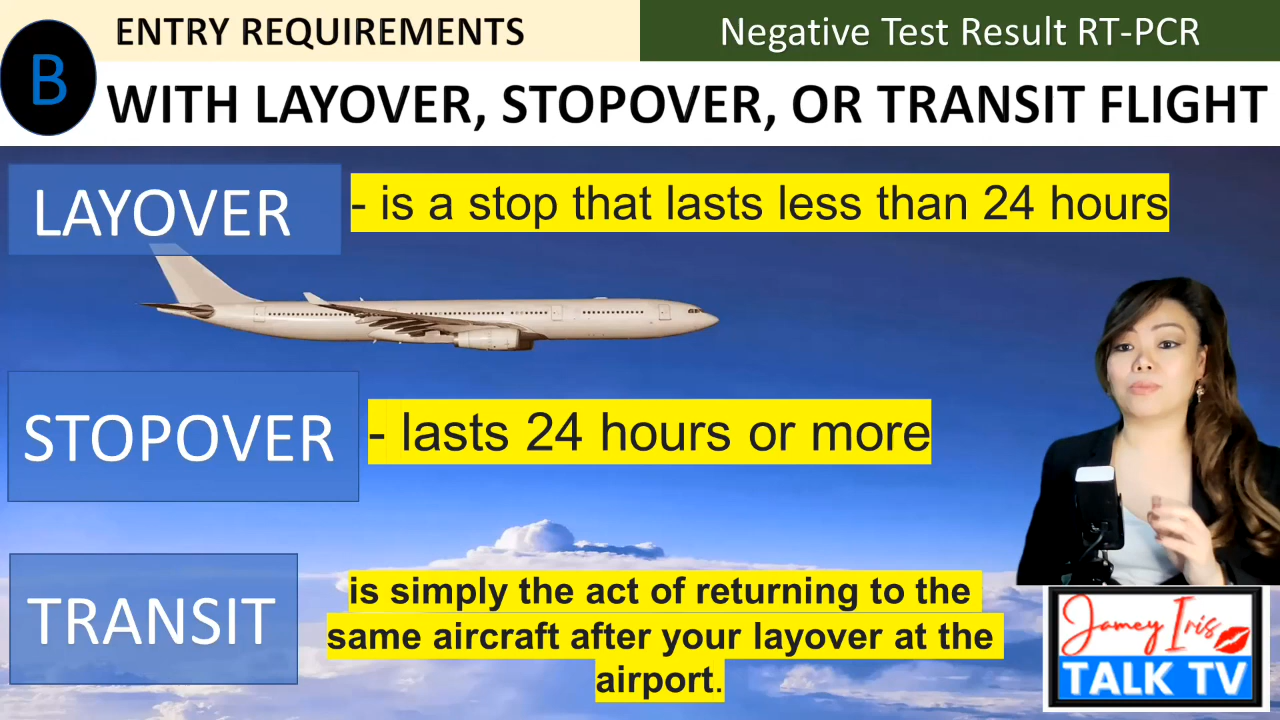 ENTRY REQUIREMENTS
Negative Test Result RT-PCR
B
WITH LAYOVER, STOPOVER, OR TRANSIT FLIGHT
LAYOVER
- is a stop that lasts less than 24 hours
STOPOVER
- lasts 24 hours or more
TRANSIT
is simply the act of returning to the
same aircraft after your layover at the
airport.
Jamey Iris
TALK TV